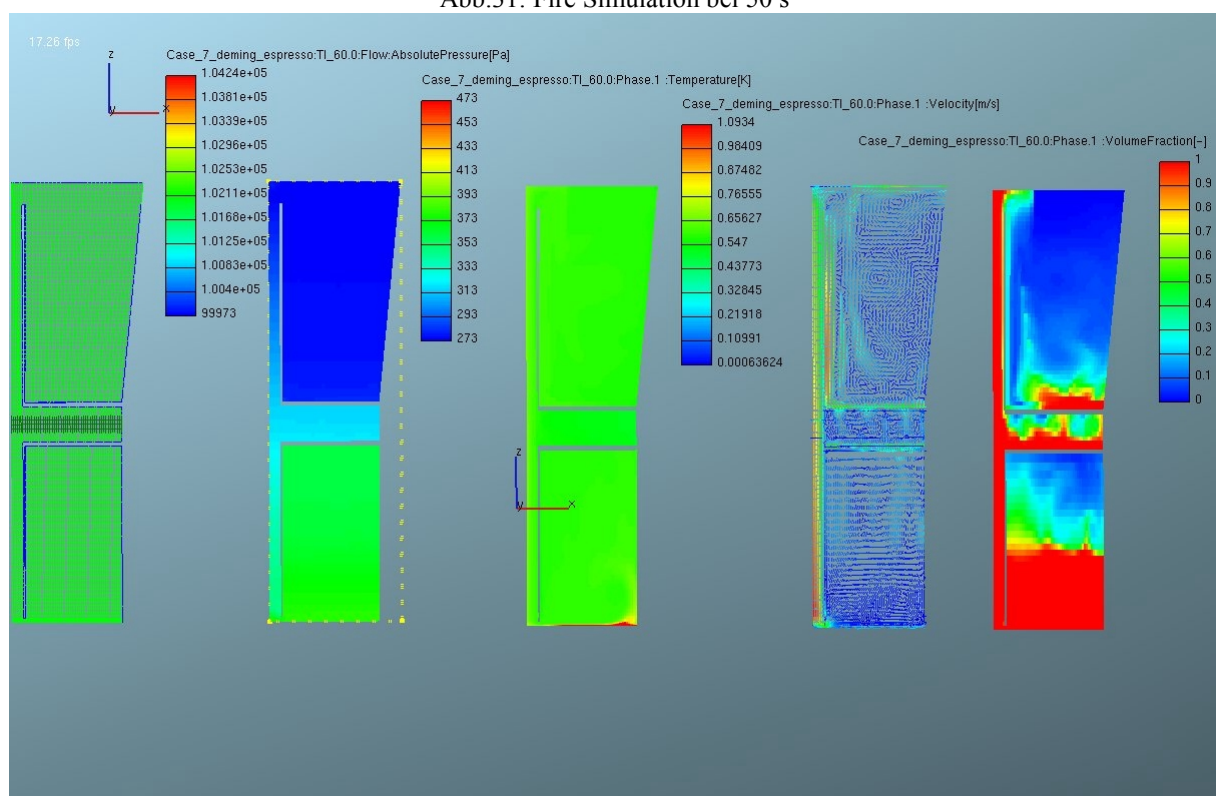 Abb.31: Fire Simulation bei 50 s
17.26 fps
z
y
x
Case_7_deming_espresso:TI_60.0:Flow:AbsolutePressure[Pa]
1.0424e+05
1.0381e+05
1.0339e+05
1.0296e+05
1.0253e+05
1.0211e+05
1.0168e+05
1.0125e+05
1.0083e+05
1.004e+05
99973
Case_7_deming_espresso:TI_60.0:Phase.1 :Temperature[K]
473
453
433
413
393
373
353
333
313
293
273
Case_7_deming_espresso:TI_60.0:Phase.1 :Velocity[m/s]
1.0934
0.98409
0.87482
0.76555
0.65627
0.547
0.43773
0.32845
0.21918
0.10991
0.00063624
Case_7_deming_espresso:TI_60.0:Phase.1 :VolumeFraction[-]
1
0.9
0.8
0.7
0.6
0.5
0.4
0.3
0.2
0.1
0
z
y
x